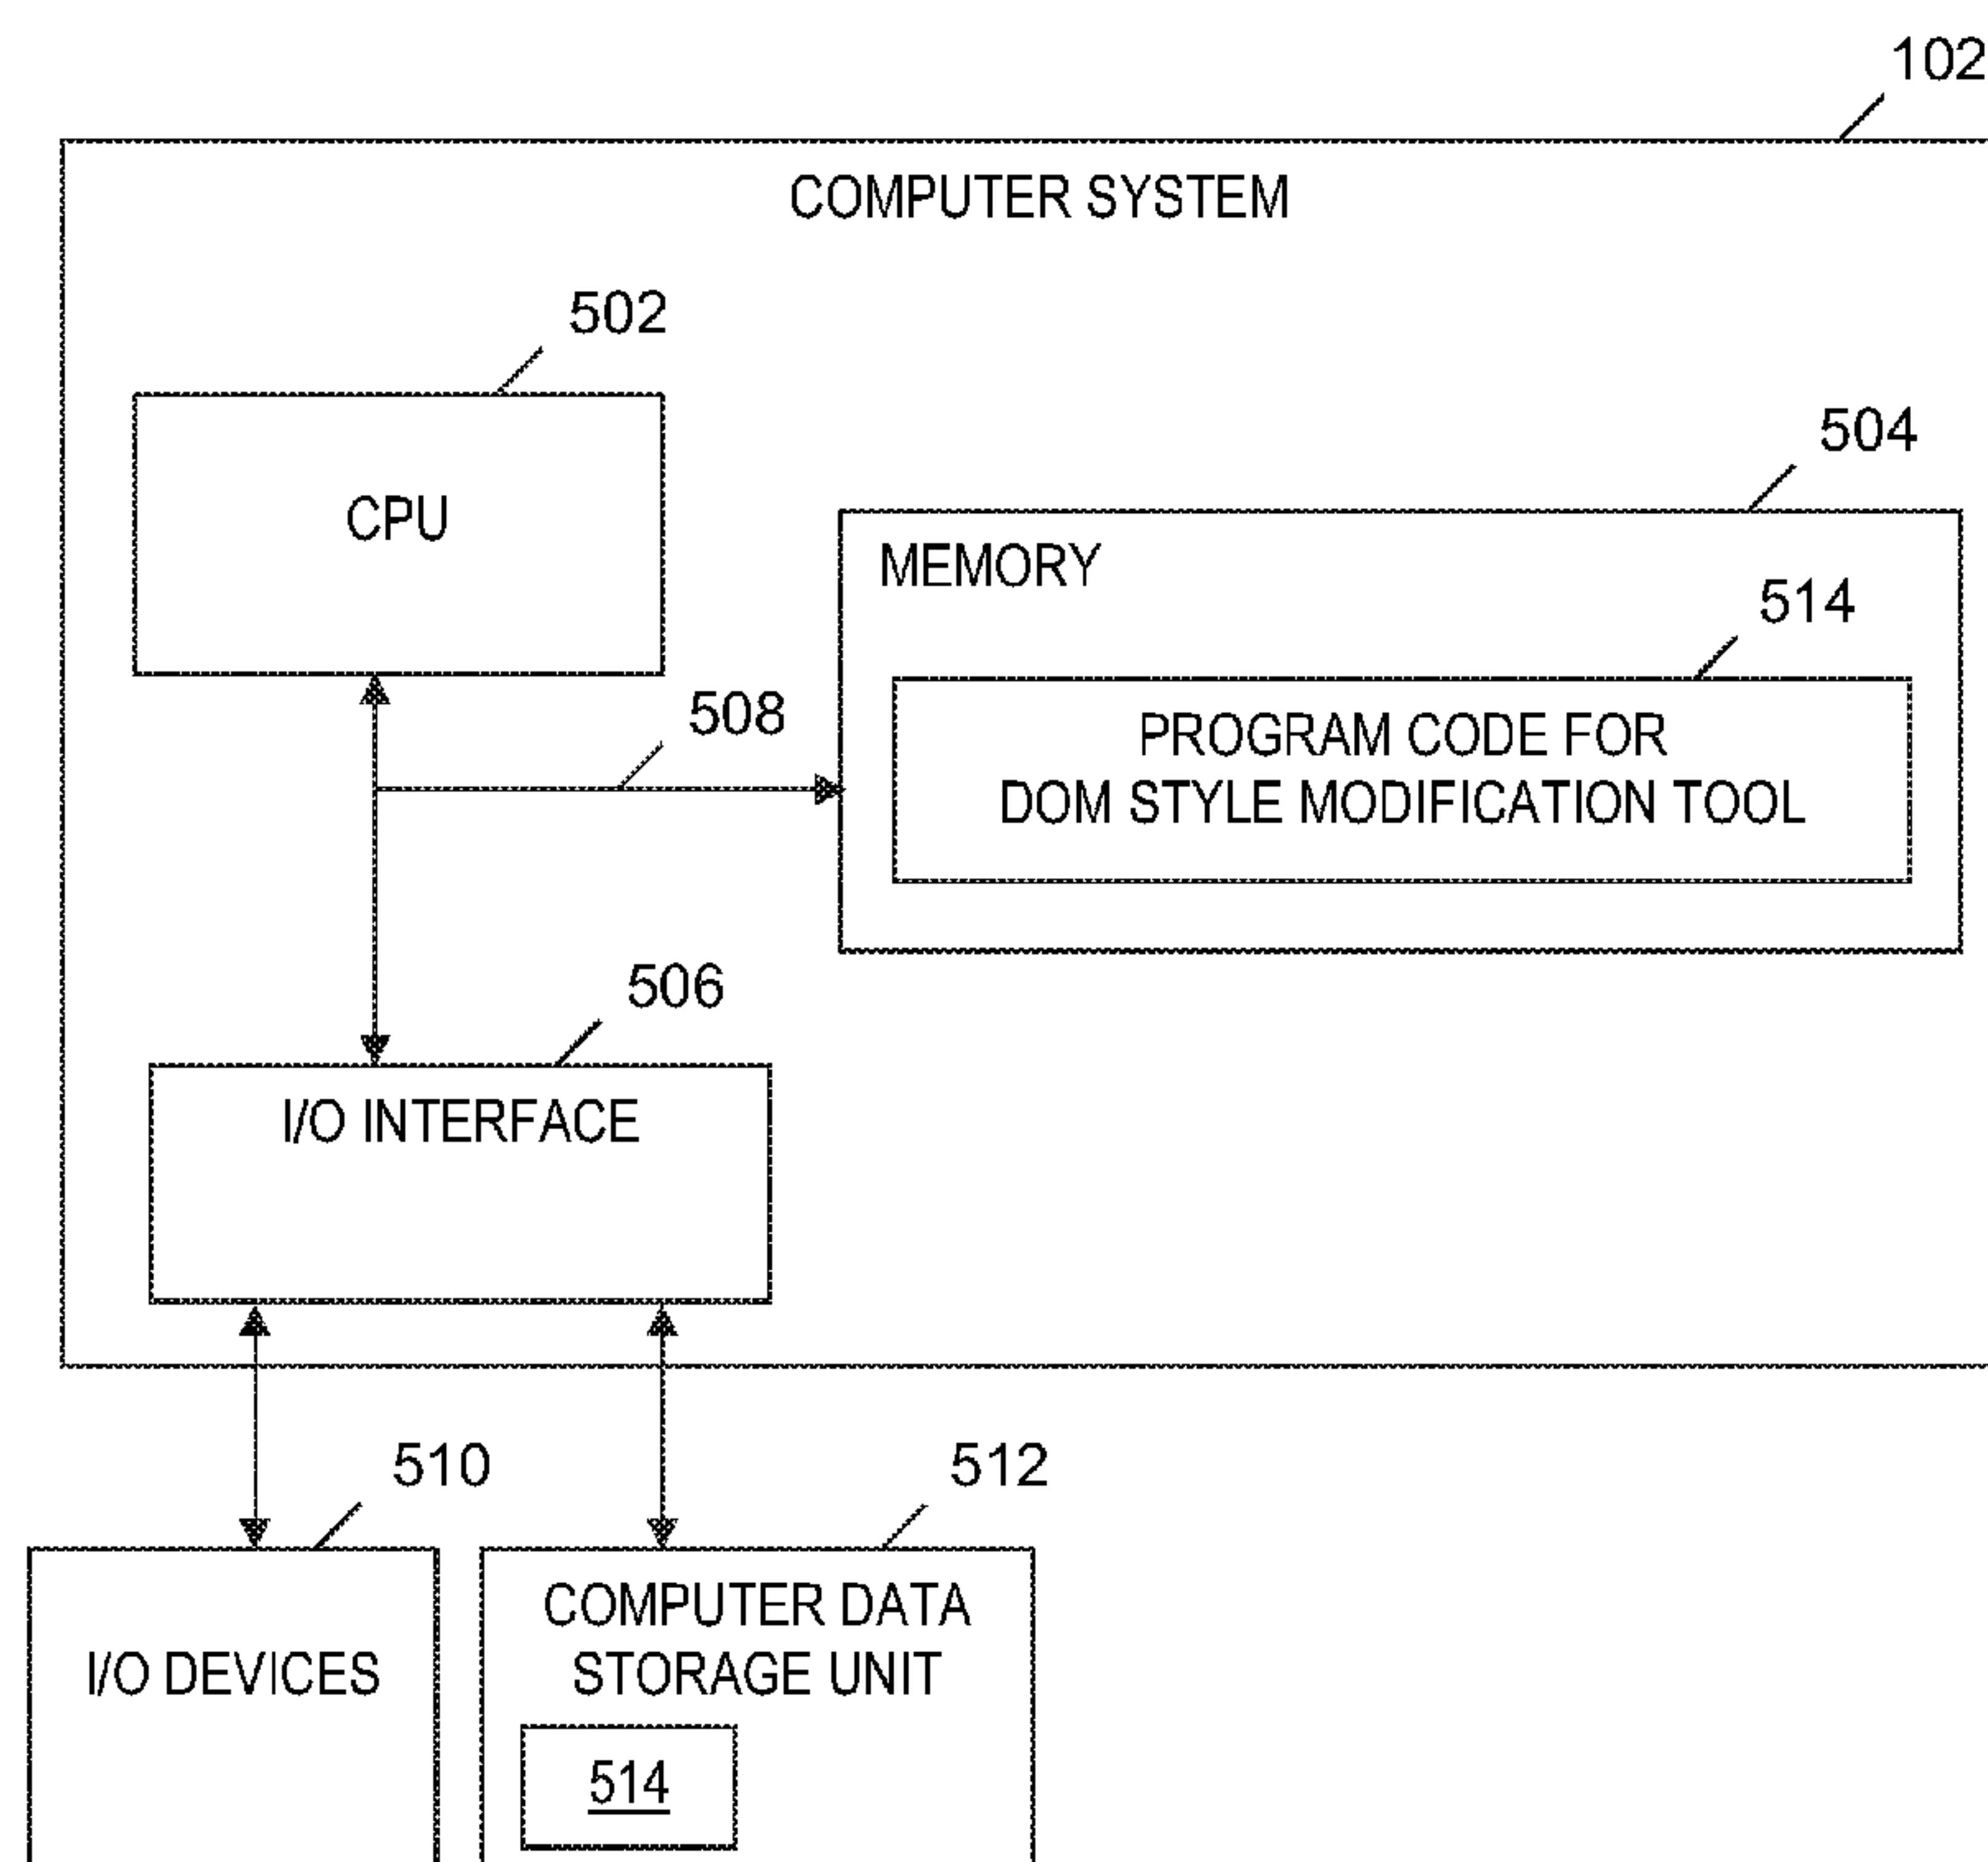 102
COMPUTER SYSTEM
502
CPU
504
MEMORY
514
PROGRAM CODE FOR
DOM STYLE MODIFICATION TOOL
508
506
I/O INTERFACE
510
I/O DEVICES
512
COMPUTER DATA
STORAGE UNIT
514